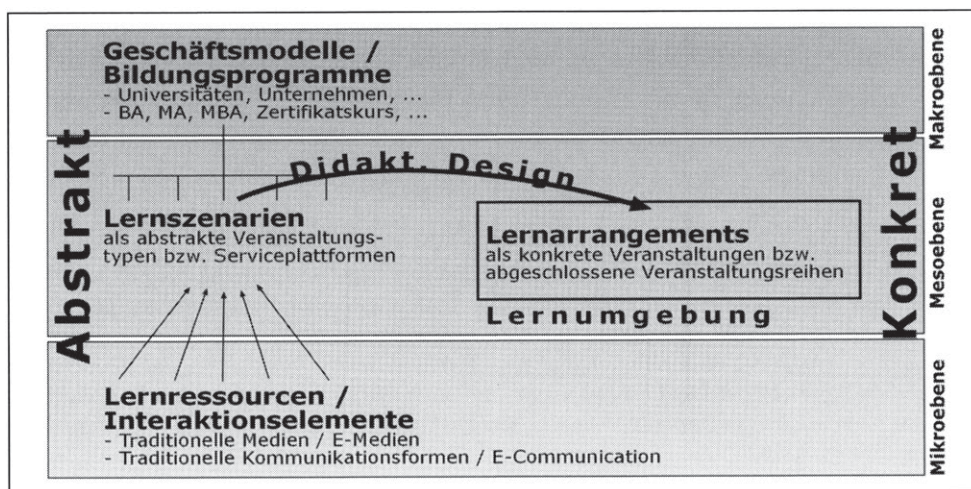 Geschäftsmodelle /
Bildungsprogramme
- Universitäten, Unternehmen, ...
- BA, MA, MBA, Zertifikatskurs, ...
Makroebene
Abstrakt
Didakt. Design
Konkret
Lernszenarien
als abstrakte Veranstaltungs-
typen bzw. Serviceplattformen
Lernarrangements
als konkrete Veranstaltungen bzw.
abgeschlossene Veranstaltungsreihen
Lernumgebung
Mesoebene
Lernressourcen /
Interaktionselemente
- Traditionelle Medien / E-Medien
- Traditionelle Kommunikationsformen / E-Communication
Mikroebene